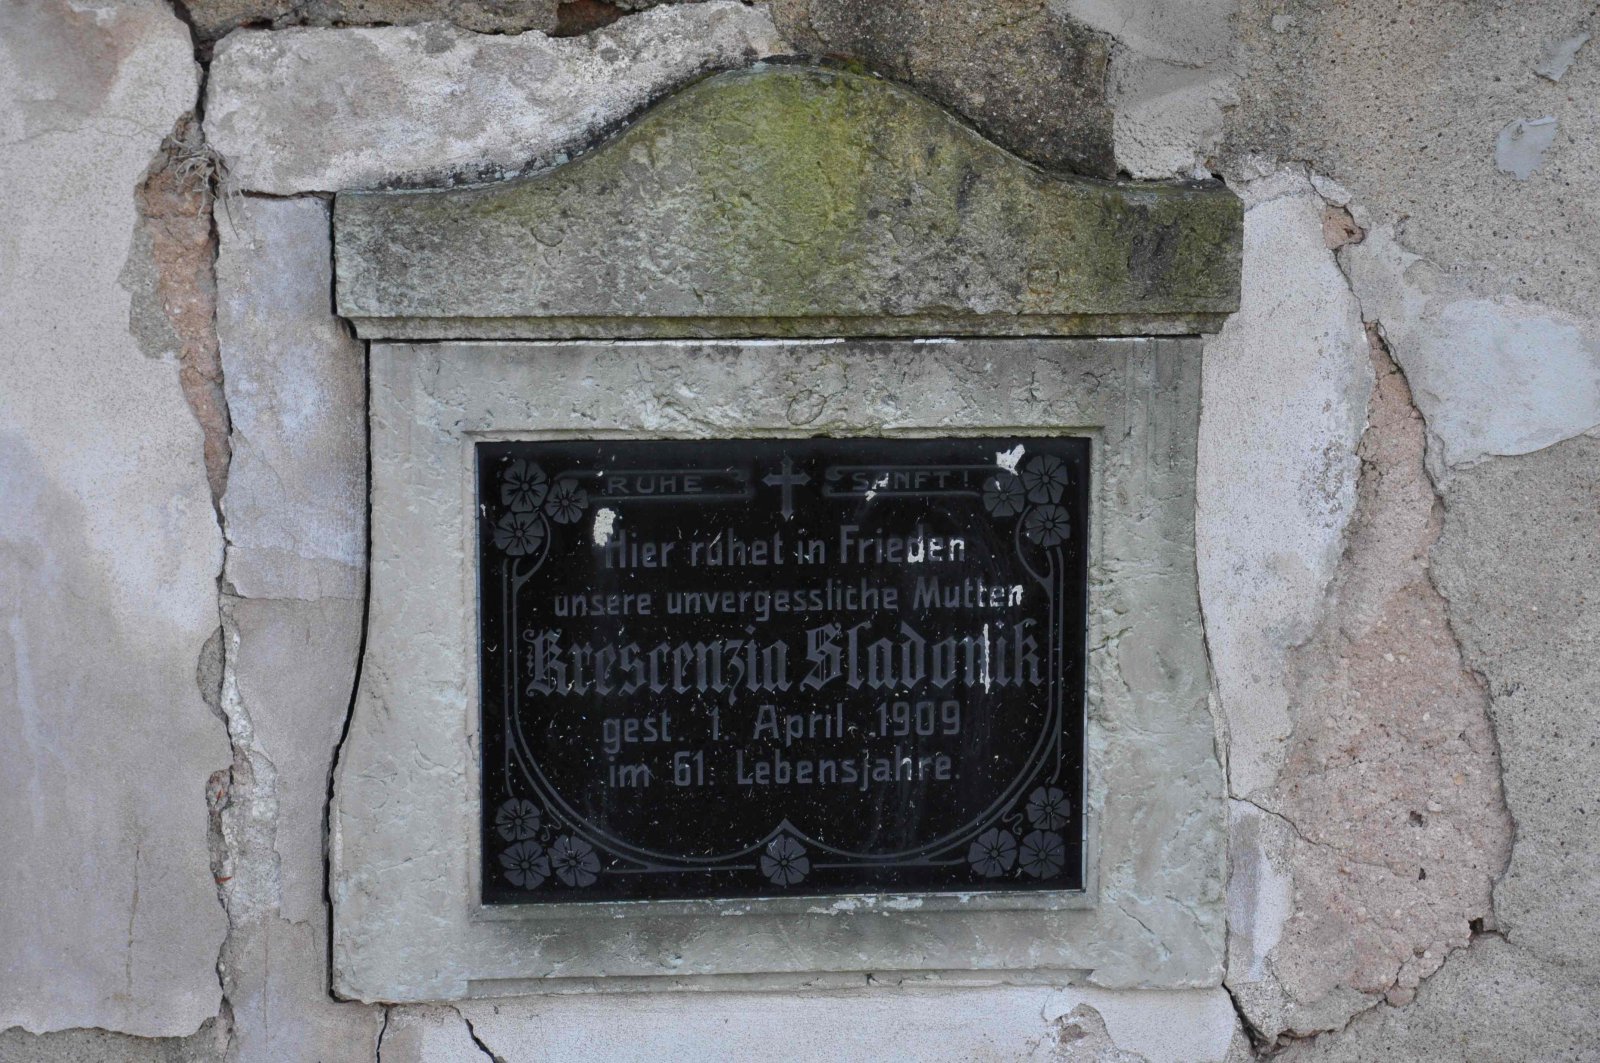 RUHE SANFT!
Hier ruhet in Frieden
unsere unvergessliche Mutter
Krescenzia Sladonik
gest. 1. April 1909
im 61. Lebensjahre.